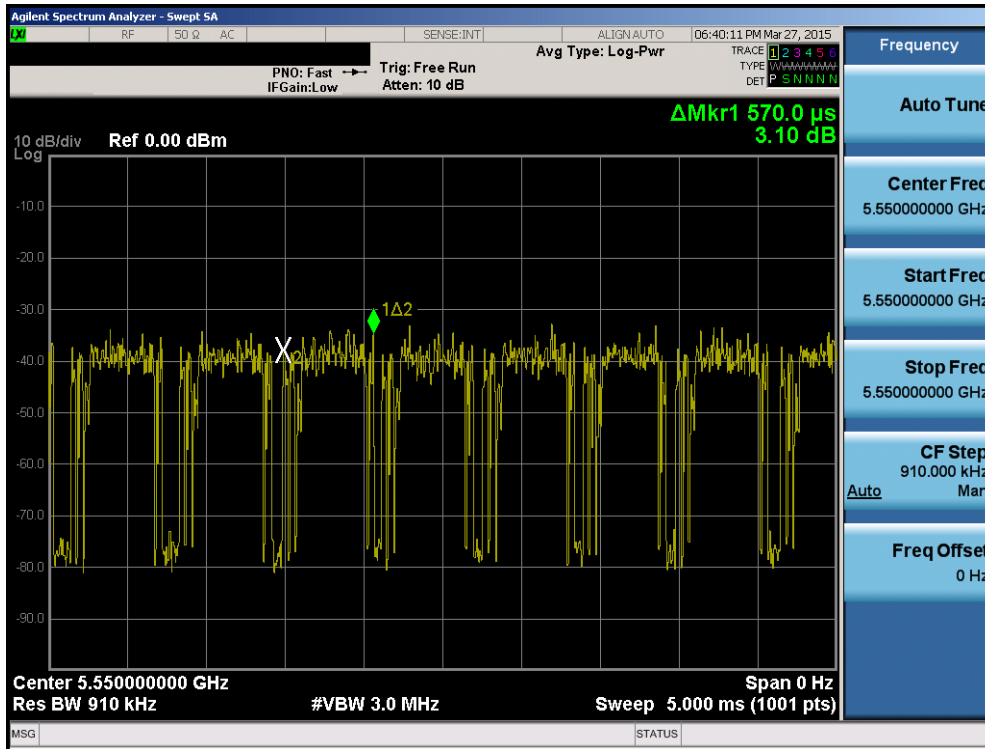 Agilent Spectrum Analyzer - Swept SA
LXI RF 50 Ω AC SENSE:INT ALIGN AUTO 06:40:11 PM Mar 27, 2015
Avg Type: Log-Pwr TRACE 1 2 3 4 5 6
PNO: Fast Trig: Free Run TYPE
IFGain:Low Atten: 10 dB DET P S N N N N
ΔMkr1 570.0 µs
3.10 dB
10 dB/div Ref 0.00 dBm
Log
-10.0
-20.0
-30.0
1Δ2
-40.0
-50.0
-60.0
-70.0
-80.0
-90.0
Center 5.550000000 GHz Span 0 Hz
Res BW 910 kHz #VBW 3.0 MHz Sweep 5.000 ms (1001 pts)
MSG STATUS
Frequency
Auto Tune
Center Freq
5.550000000 GHz
Start Freq
5.550000000 GHz
Stop Freq
5.550000000 GHz
CF Step
910.000 kHz
Auto Man
Freq Offset
0 Hz